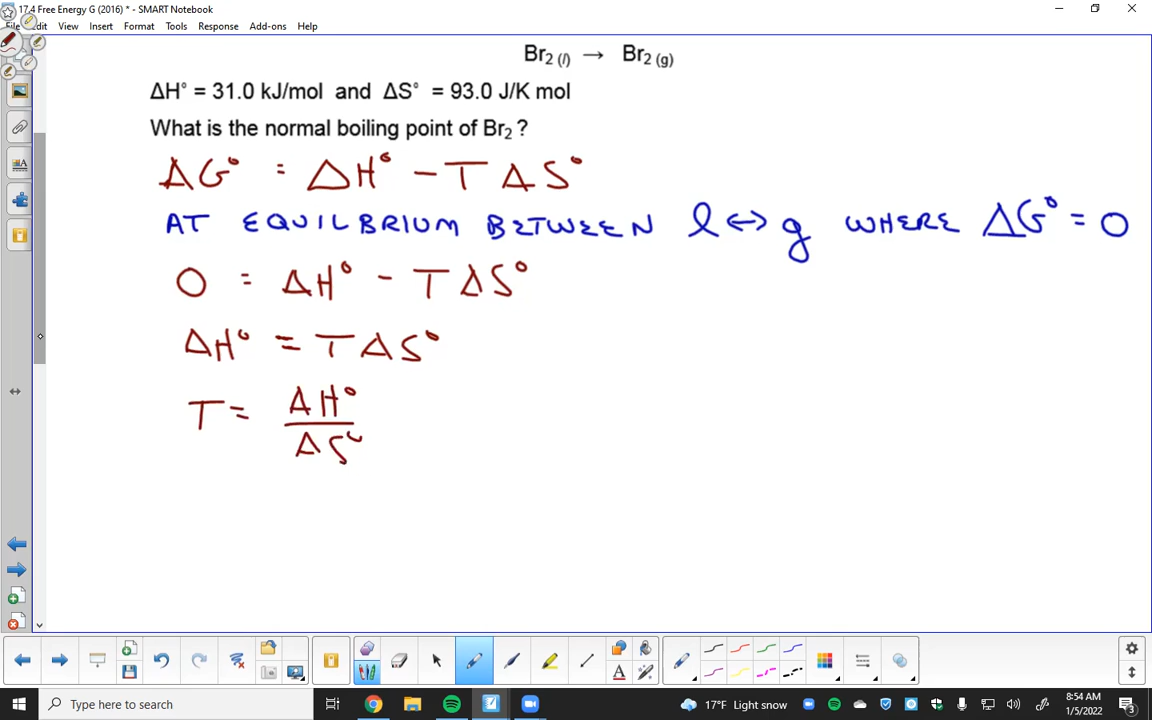 17.4 Free Energy G (2016) * - SMART Notebook
File Edit View Insert Format Tools Response Add-ons Help
Br₂ (l) → Br₂ (g)
ΔH° = 31.0 kJ/mol and ΔS° = 93.0 J/K mol
What is the normal boiling point of Br₂ ?
ΔG° = ΔH° - TΔS°
AT EQUILBRIUM BETWEEN l ↔ g WHERE ΔG° = 0
0 = ΔH° - TΔS°
ΔH° = TΔS°
T = ΔH°
ΔS°
Type here to search
17°F Light snow
8:54 AM
1/5/2022
3